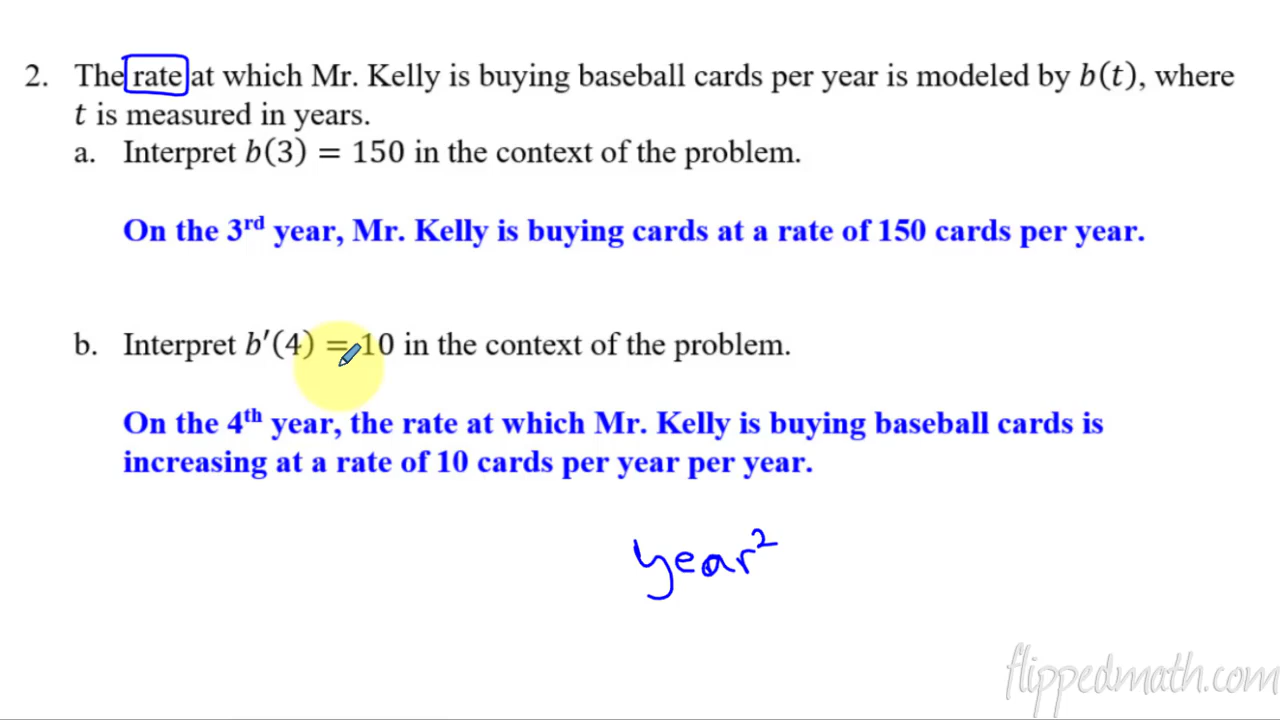 2. The rate at which Mr. Kelly is buying baseball cards per year is modeled by b(t), where
t is measured in years.
a. Interpret b(3) = 150 in the context of the problem.
On the 3rd year, Mr. Kelly is buying cards at a rate of 150 cards per year.
b. Interpret b′(4) = 10 in the context of the problem.
On the 4th year, the rate at which Mr. Kelly is buying baseball cards is
increasing at a rate of 10 cards per year per year.
year²
flippedmath.com